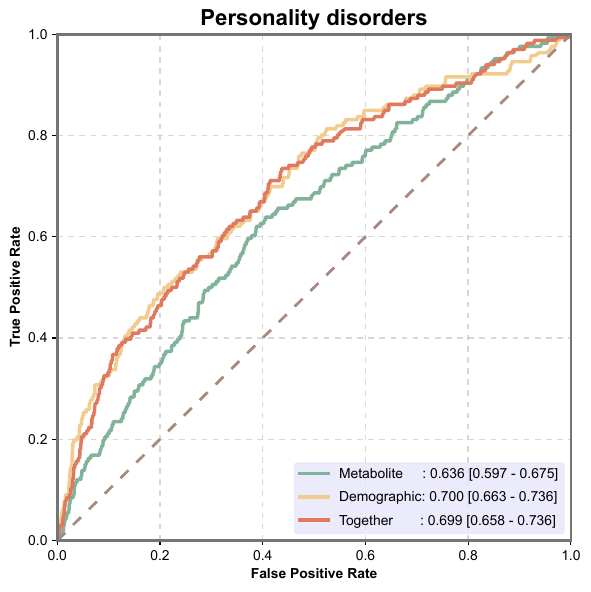 Personality disorders
True Positive Rate
1.0
0.8
0.6
0.4
0.2
0.0
Metabolite : 0.636 [0.597 - 0.675]
Demographic: 0.700 [0.663 - 0.736]
Together : 0.699 [0.658 - 0.736]
0.0 0.2 0.4 0.6 0.8 1.0
False Positive Rate